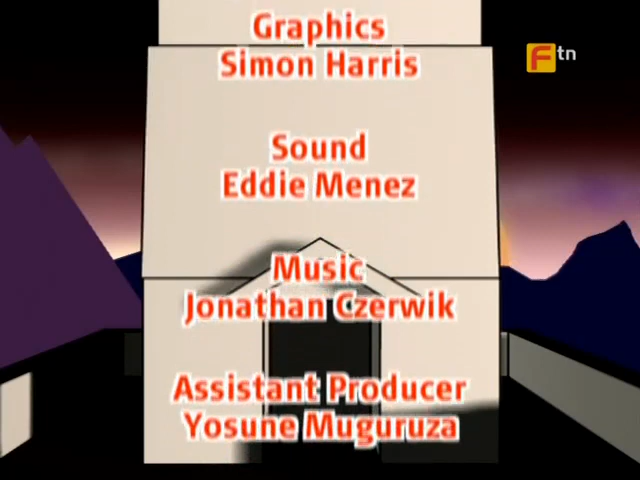 Graphics
Simon Harris
Ftn
Sound
Eddie Menez
Music
Jonathan Czerwik
Assistant Producer
Yosune Muguruza